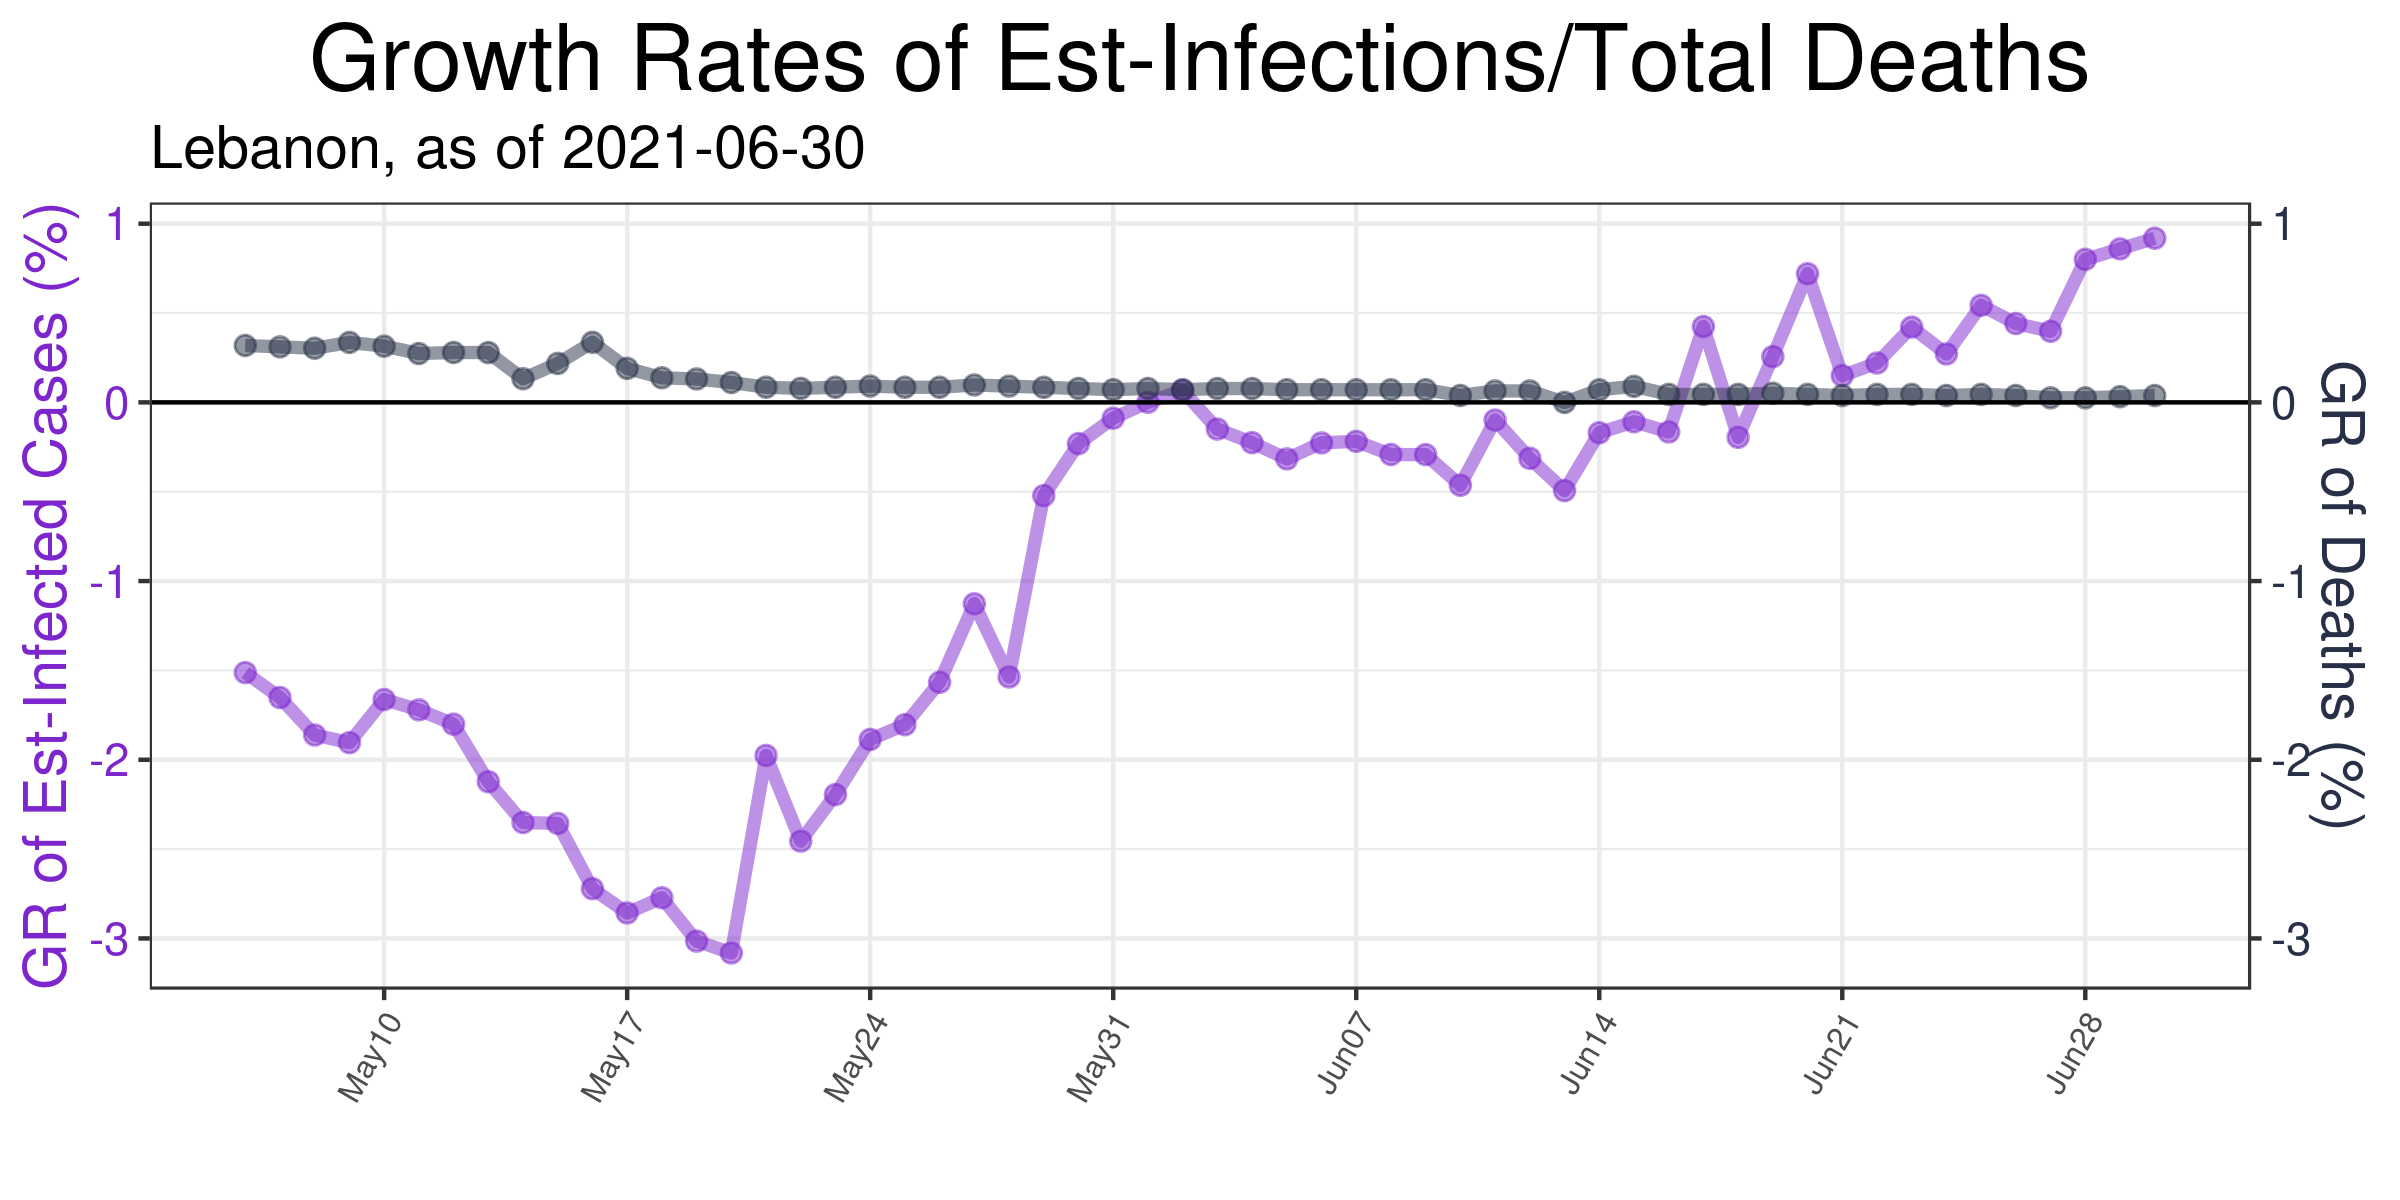 Growth Rates of Est-Infections/Total Deaths
Lebanon, as of 2021-06-30
GR of Est-Infected Cases (%)
1
0
-1
-2
-3
1
0
-1
-2
-3
GR of Deaths (%)
May10
May17
May24
May31
Jun07
Jun14
Jun21
Jun28